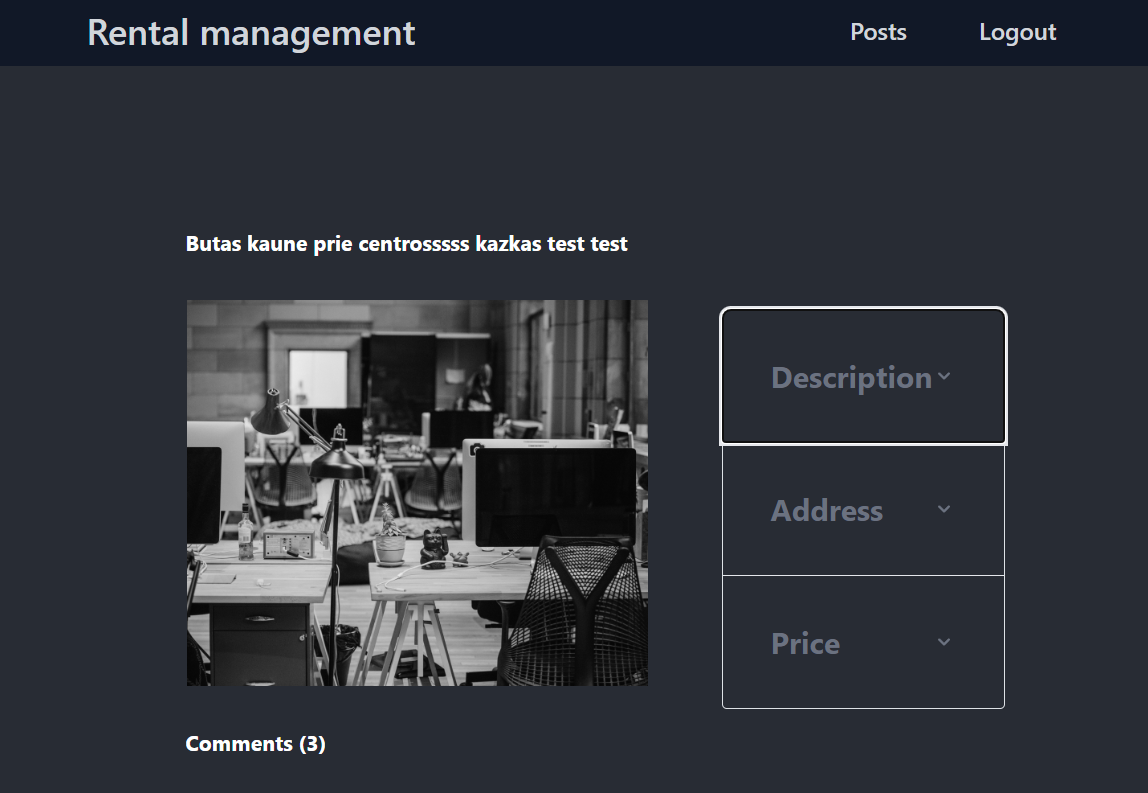 Rental management
Posts
Logout
Butas kaune prie centrosssss kazkas test test
Description
Address
Price
Comments (3)